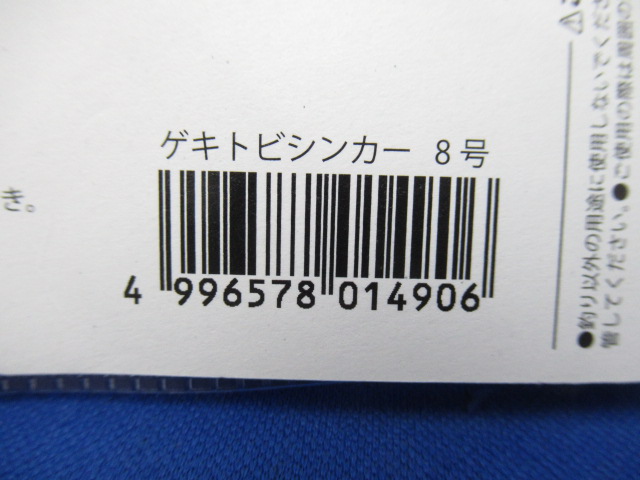 ゲキトビシンカー 8号
4 996578 014906
●釣り以外の用途に使用しないでくださ
管してください。●ご使用の際は周囲の